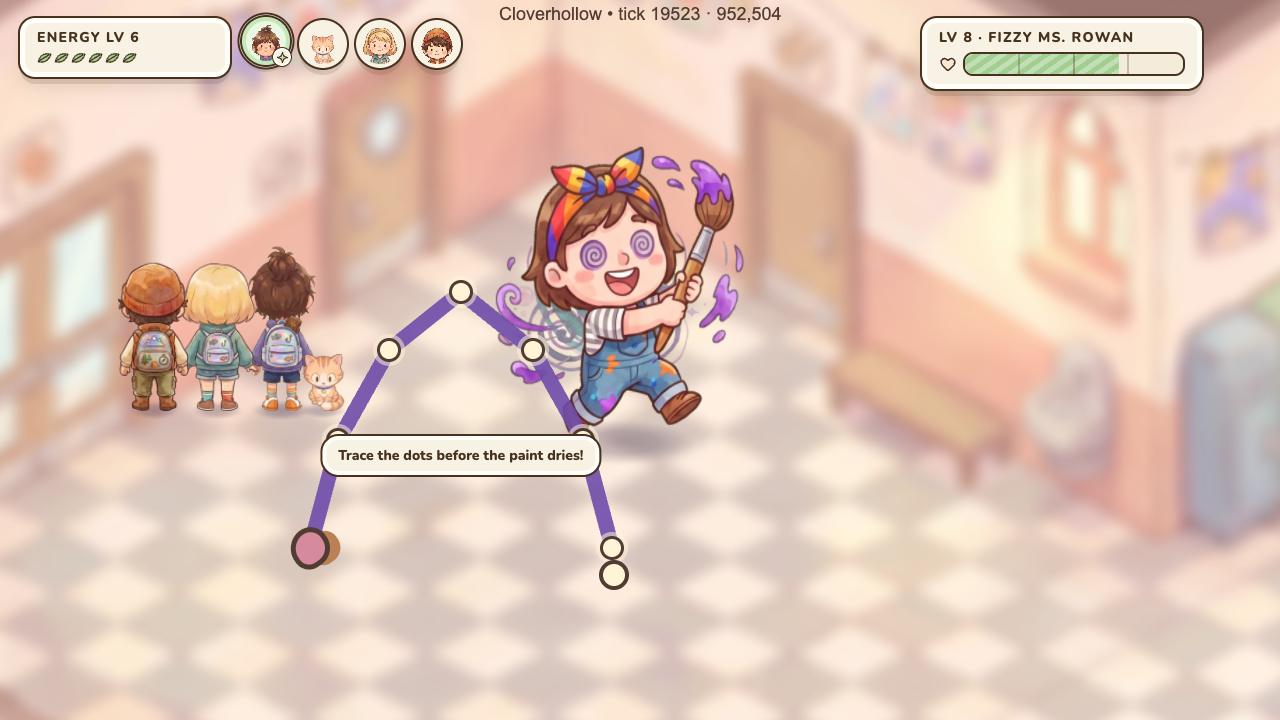 Cloverhollow • tick 19523 · 952,504
ENERGY LV 6
LV 8 · FIZZY MS. ROWAN
Trace the dots before the paint dries!